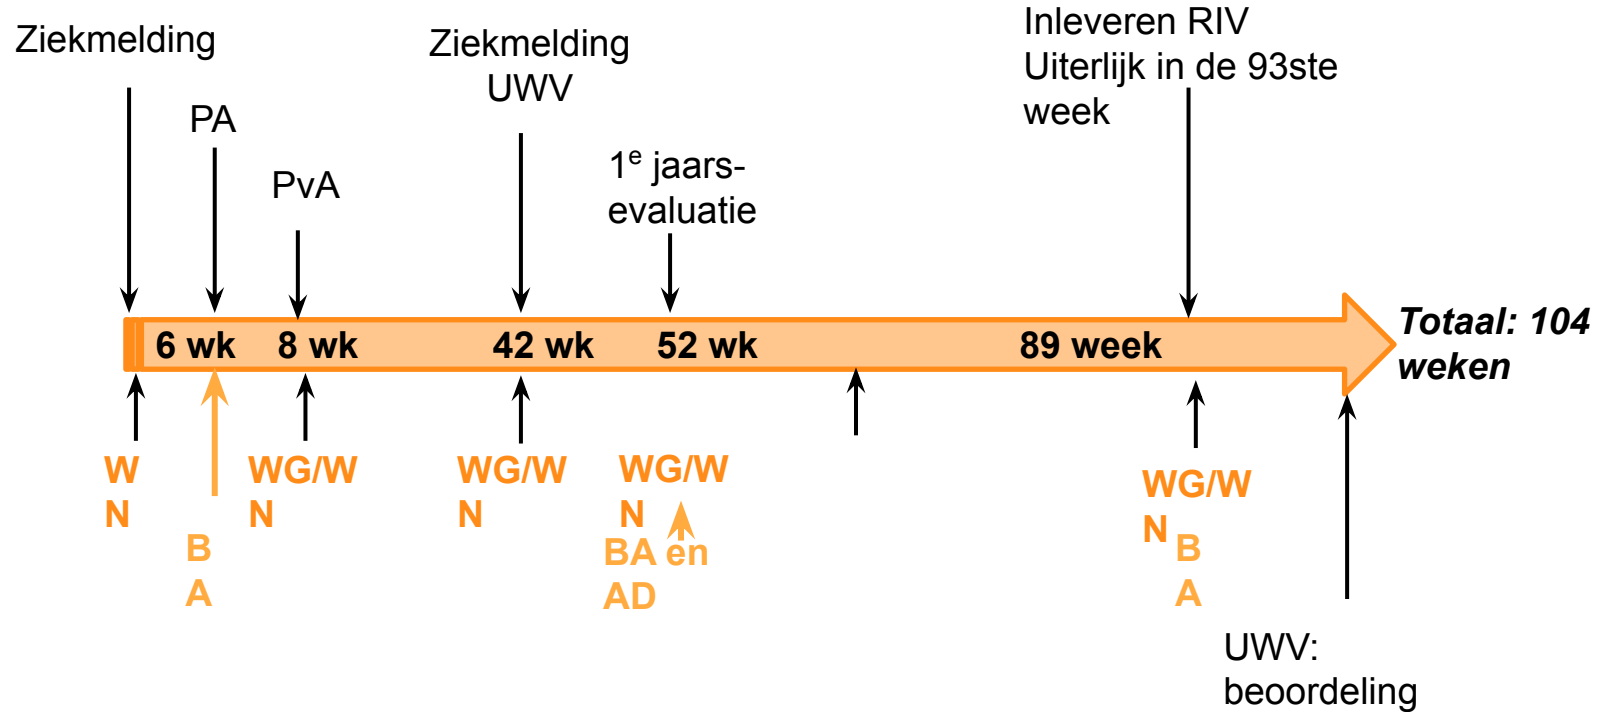 Ziekmelding
PA
PvA
Ziekmelding
UWV
1e jaars-
evaluatie
Inleveren RIV
Uiterlijk in de 93ste
week
6 wk
8 wk
42 wk
52 wk
89 week
Totaal: 104
weken
W
N
B
A
WG/W
N
WG/W
N
WG/W
N
BA en
AD
WG/W
N
B
A
UWV:
beoordeling